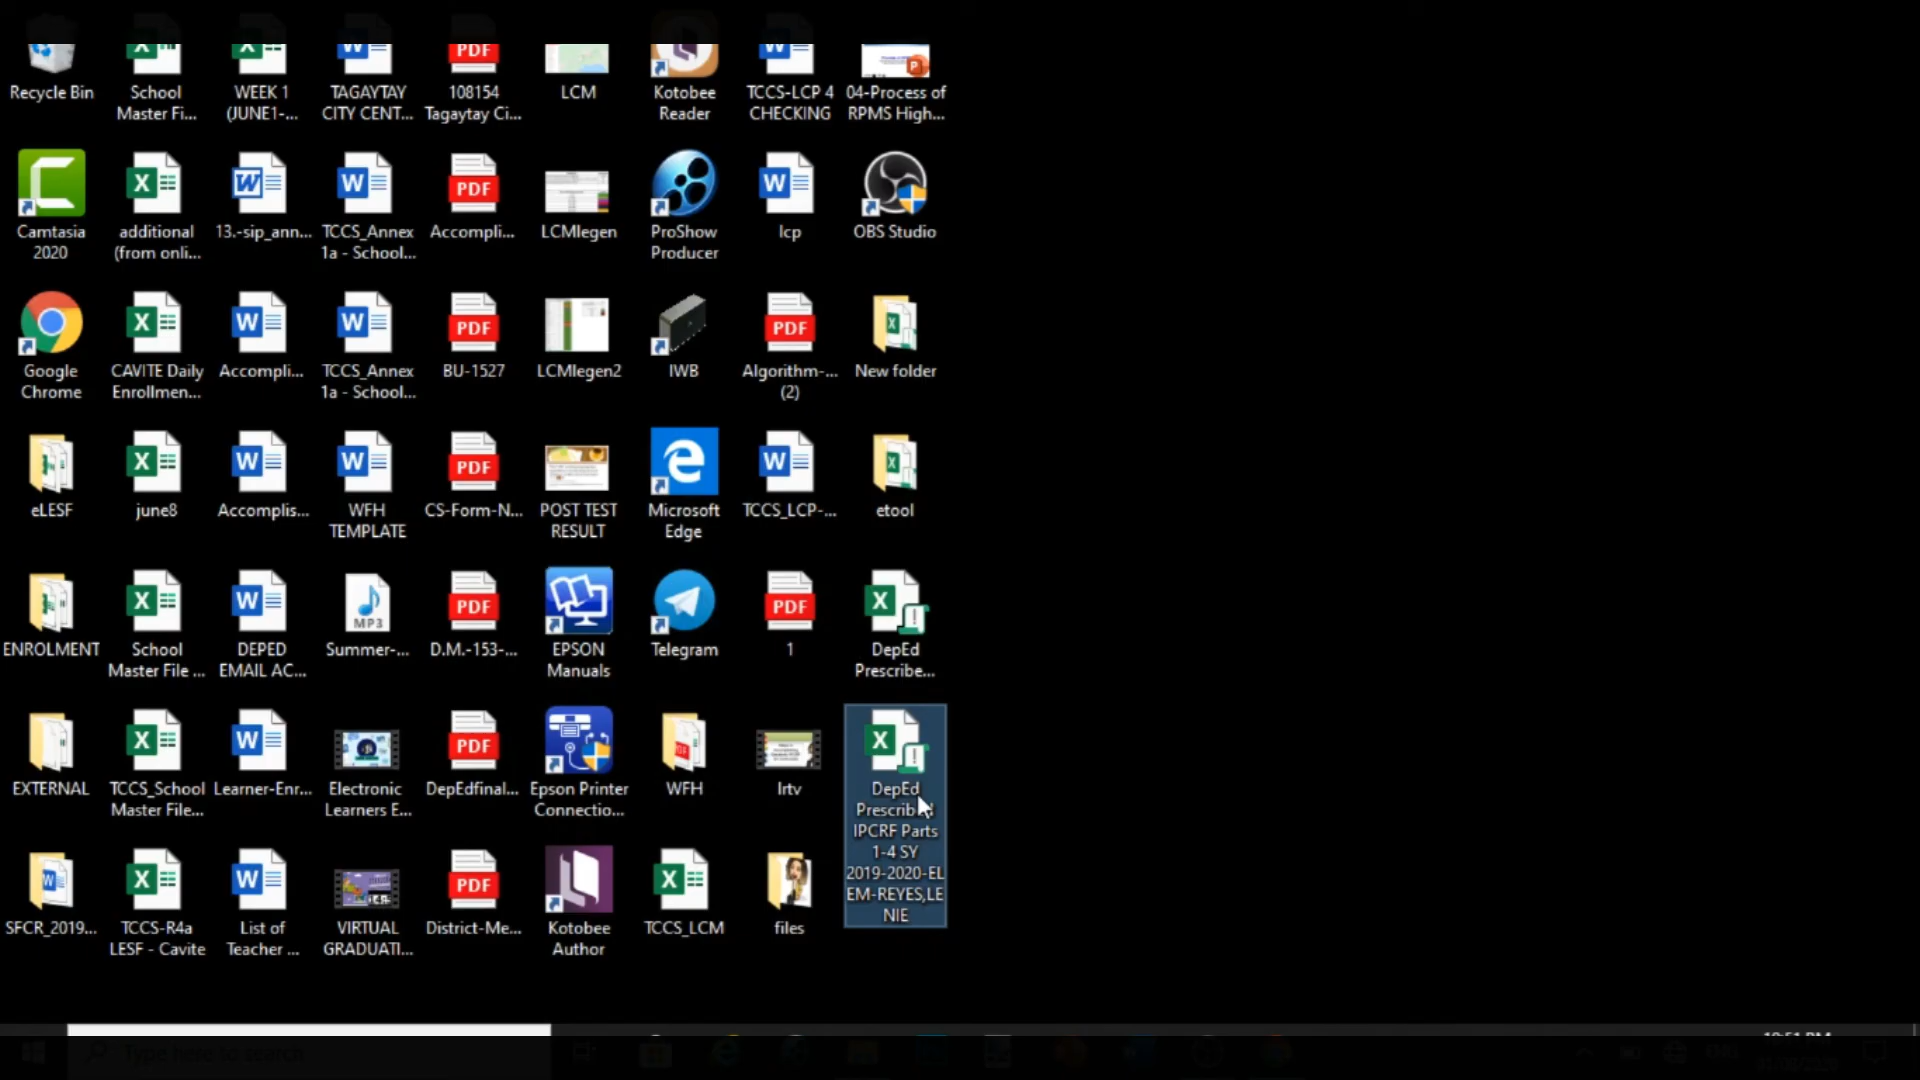 Recycle Bin
School
Master Fi...
WEEK 1
(JUNE1-...
TAGAYTAY
CITY CENT...
PDF
108154
Tagaytay Ci...
LCM
Kotobee
Reader
TCCS-LCP 4
CHECKING
04-Process of
RPMS High...
Camtasia
2020
additional
(from onli...
13.-sip_ann...
TCCS_Annex
1a - School...
PDF
Accompli...
LCMlegen
ProShow
Producer
lcp
OBS Studio
Google
Chrome
CAVITE Daily
Enrollmen...
Accompli...
TCCS_Annex
1a - School...
PDF
BU-1527
LCMlegen2
IWB
PDF
Algorithm-...
(2)
New folder
eLESF
june8
Accomplis...
WFH
TEMPLATE
PDF
CS-Form-N...
POST TEST
RESULT
Microsoft
Edge
TCCS_LCP-...
etool
ENROLMENT
School
Master File ...
DEPED
EMAIL AC...
MP3
Summer-...
PDF
D.M.-153-...
EPSON
Manuals
Telegram
PDF
1
DepEd
Prescribe...
EXTERNAL
TCCS_School
Master File...
Learner-Enr...
Electronic
Learners E...
PDF
DepEdfinal...
Epson Printer
Connectio...
WFH
lrtv
DepEd
Prescribed
IPCRF Parts
1-4 SY
2019-2020-EL
EM-REYES,LE
NIE
SFCR_2019...
TCCS-R4a
LESF - Cavite
List of
Teacher ...
VIRTUAL
GRADUATI...
PDF
District-Me...
Kotobee
Author
TCCS_LCM
files
Type here to search